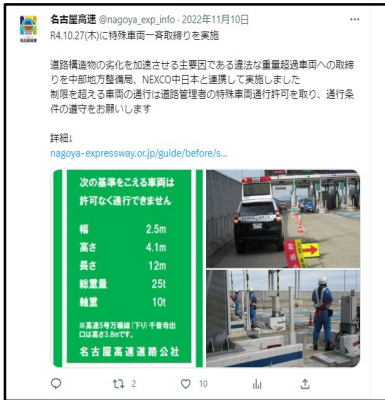 名古屋高速 @nagoya_exp_info · 2022年11月10日
R4.10.27(木)に特殊車両一斉取締りを実施
道路構造物の劣化を加速させる主要因である違法な重量超過車両への取締
りを中部地方整備局、NEXCO中日本と連携して実施しました
制限を超える車両の通行は道路管理者の特殊車両通行許可を取り、通行条
件の遵守をお願いします
詳細↓
nagoya-expressway.or.jp/guide/before/s...
次の基準をこえる車両は
許可なく通行できません
幅 2.5m
高さ 4.1m
長さ 12m
総重量 25t
軸重 10t
※高速5号万場線(下り)千音寺出
口は高さ3.8mです。
名古屋高速道路公社
2
10